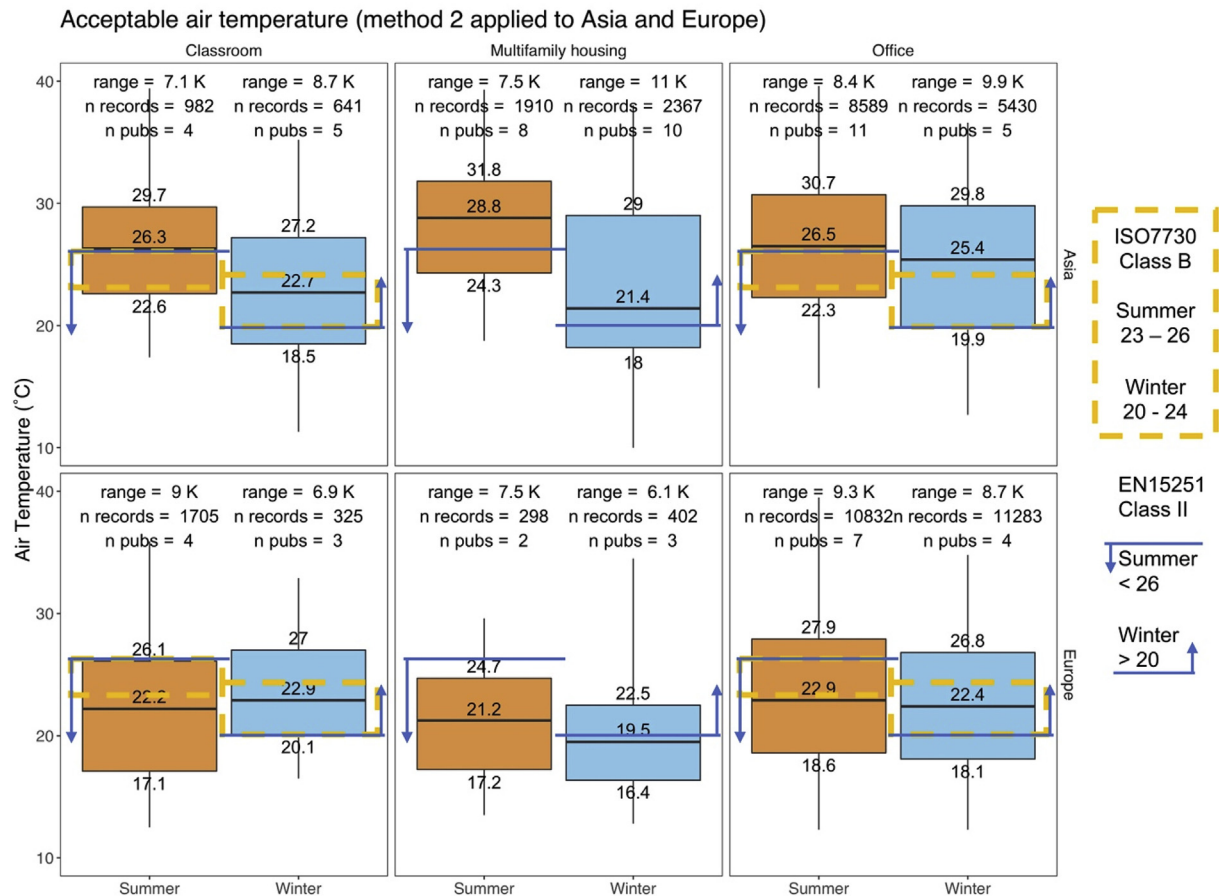 Acceptable air temperature (method 2 applied to Asia and Europe)
Classroom
Multifamily housing
Office
Air Temperature (˚C)
40
30
20
10
range = 7.1 K
n records = 982
n pubs = 4
29.7
26.3
22.6
range = 8.7 K
n records = 641
n pubs = 5
27.2
22.7
18.5
range = 7.5 K
n records = 1910
n pubs = 8
31.8
28.8
24.3
range = 11 K
n records = 2367
n pubs = 10
29
21.4
18
range = 8.4 K
n records = 8589
n pubs = 11
30.7
26.5
22.3
range = 9.9 K
n records = 5430
n pubs = 5
29.8
25.4
19.9
Asia
40
30
20
10
range = 9 K
n records = 1705
n pubs = 4
26.1
22.2
17.1
range = 6.9 K
n records = 325
n pubs = 3
27
22.9
20.1
range = 7.5 K
n records = 298
n pubs = 2
24.7
21.2
17.2
range = 6.1 K
n records = 402
n pubs = 3
22.5
19.5
16.4
range = 9.3 K
n records = 10832
n pubs = 7
27.9
22.9
18.6
range = 8.7 K
n records = 11283
n pubs = 4
26.8
22.4
18.1
Europe
Summer
Winter
Summer
Winter
Summer
Winter
ISO7730
Class B
Summer
23 – 26
Winter
20 - 24
EN15251
Class II
Summer
< 26
Winter
> 20